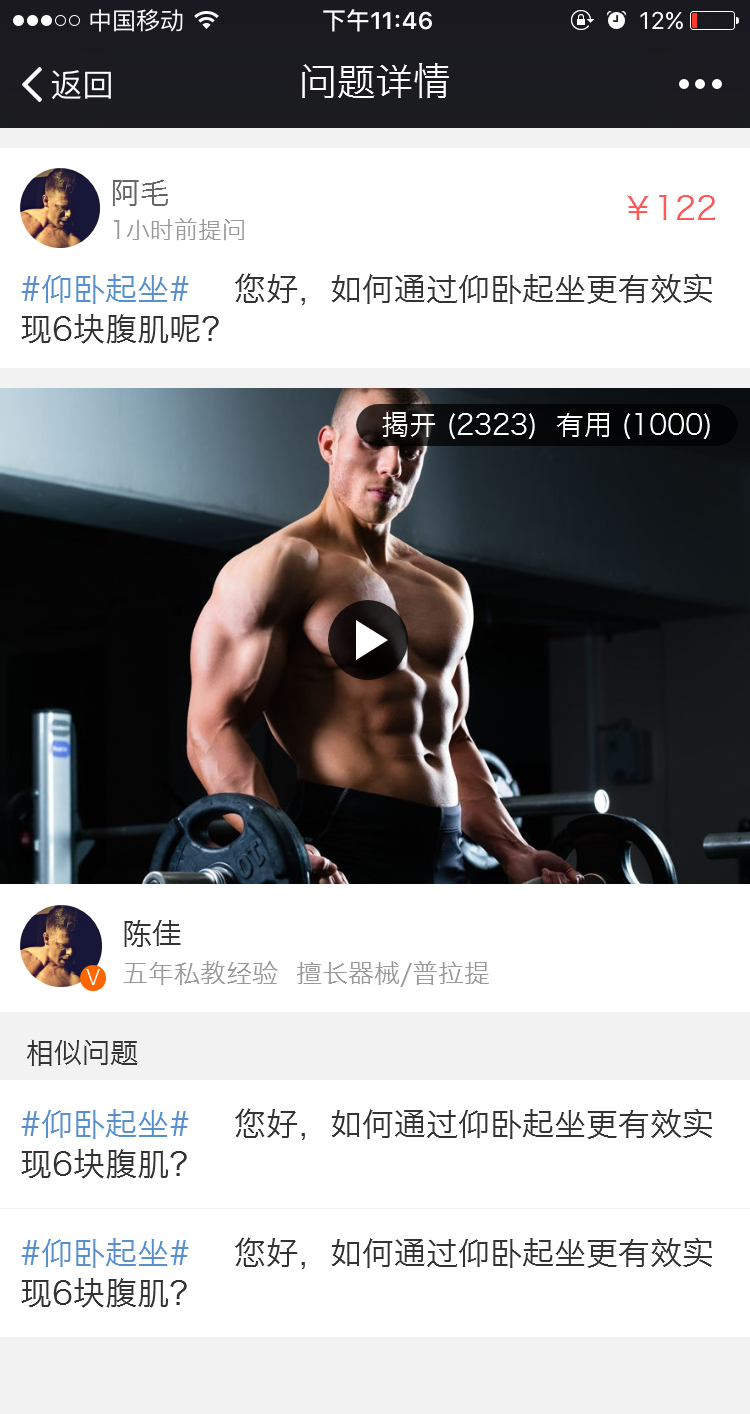 中国移动 下午11:46 12%
返回 问题详情
阿毛
1小时前提问
￥122
#仰卧起坐# 您好，如何通过仰卧起坐更有效实
现6块腹肌呢？
揭开 (2323) 有用 (1000)
10
陈佳
V
五年私教经验 擅长器械/普拉提
相似问题
#仰卧起坐# 您好，如何通过仰卧起坐更有效实
现6块腹肌？
#仰卧起坐# 您好，如何通过仰卧起坐更有效实
现6块腹肌？